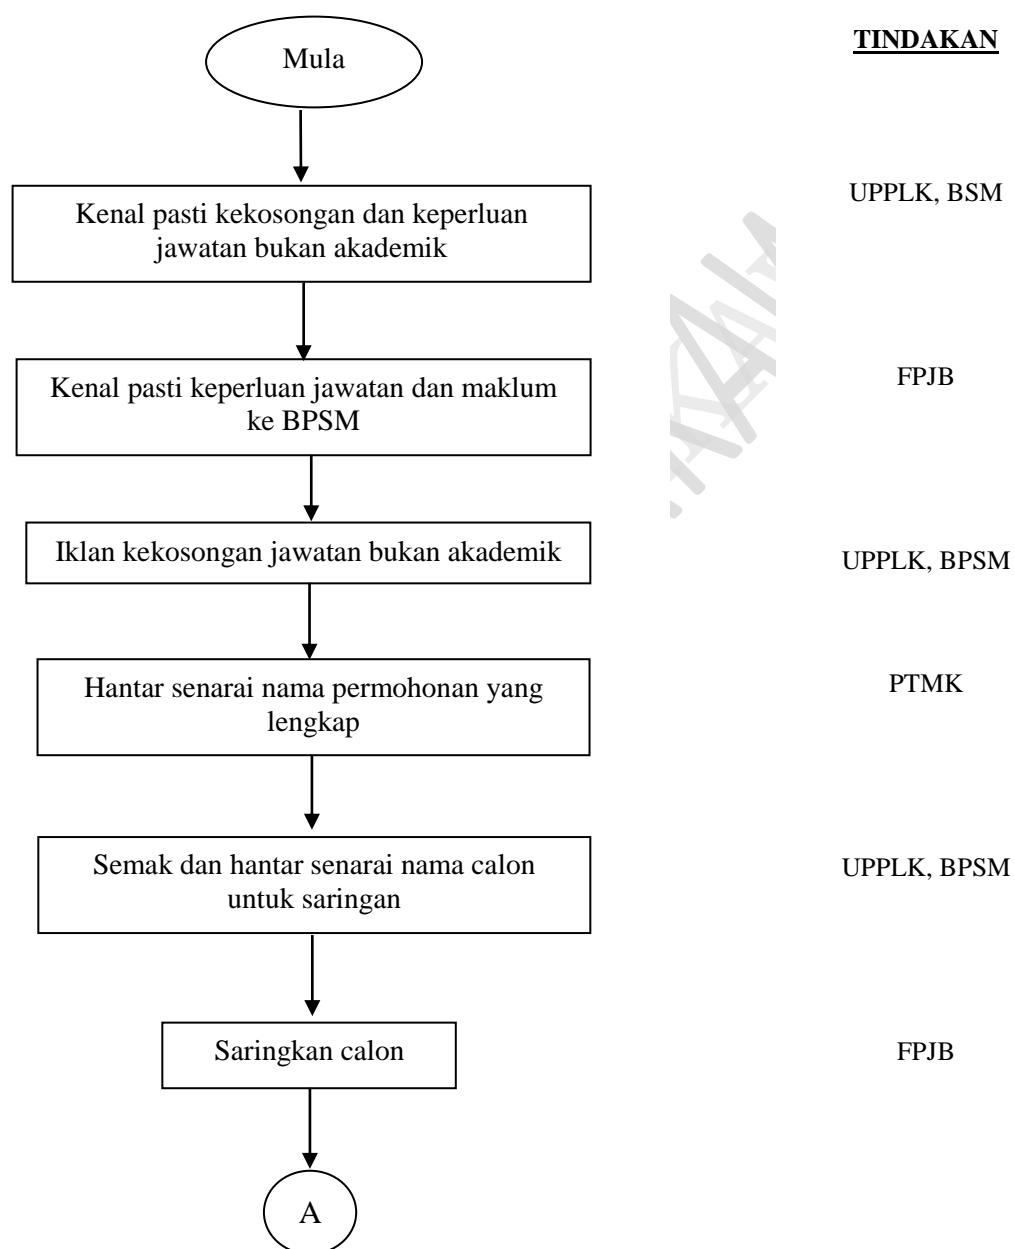 Mula
TINDAKAN
Kenal pasti kekosongan dan keperluan
jawatan bukan akademik
UPPLK, BSM
Kenal pasti keperluan jawatan dan maklum
ke BPSM
FPJB
Iklan kekosongan jawatan bukan akademik
UPPLK, BPSM
Hantar senarai nama permohonan yang
lengkap
PTMK
Semak dan hantar senarai nama calon
untuk saringan
UPPLK, BPSM
Saringkan calon
FPJB
A